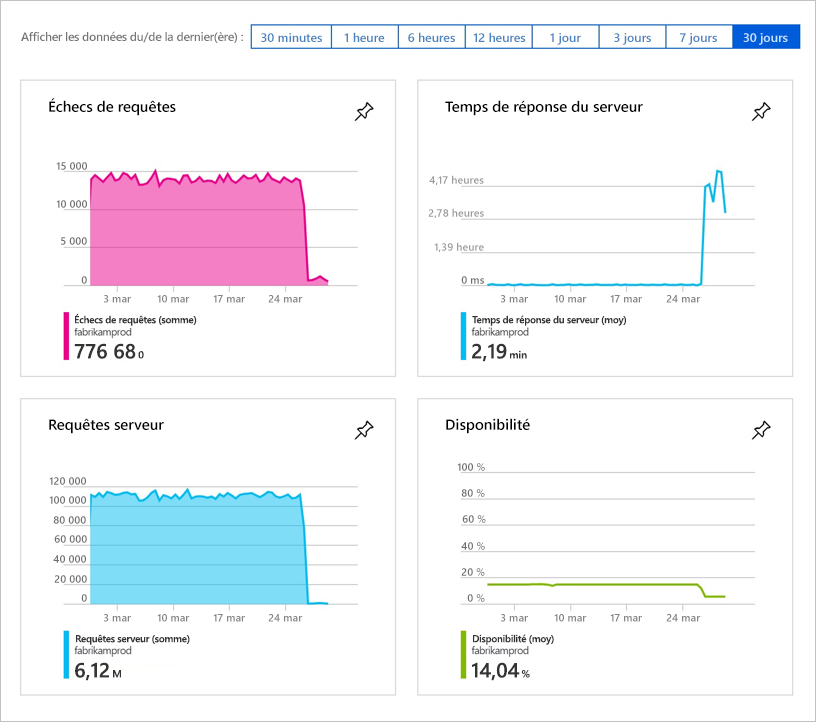 Afficher les données du/de la dernier(ère) : 30 minutes 1 heure 6 heures 12 heures 1 jour 3 jours 7 jours 30 jours
Échecs de requêtes
15 000
10 000
5 000
0
3 mar 10 mar 17 mar 24 mar
Échecs de requêtes (somme)
fabrikamprod
776 68 0
Temps de réponse du serveur
4,17 heures
2,78 heures
1,39 heure
0 ms
3 mar 10 mar 17 mar 24 mar
Temps de réponse du serveur (moy)
fabrikamprod
2,19 min
Requêtes serveur
120 000
100 000
80 000
60 000
40 000
20 000
0
3 mar 10 mar 17 mar 24 mar
Requêtes serveur (somme)
fabrikamprod
6,12 M
Disponibilité
100 %
80 %
60 %
40 %
20 %
0 %
3 mar 10 mar 17 mar 24 mar
Disponibilité (moy)
fabrikamprod
14,04 %